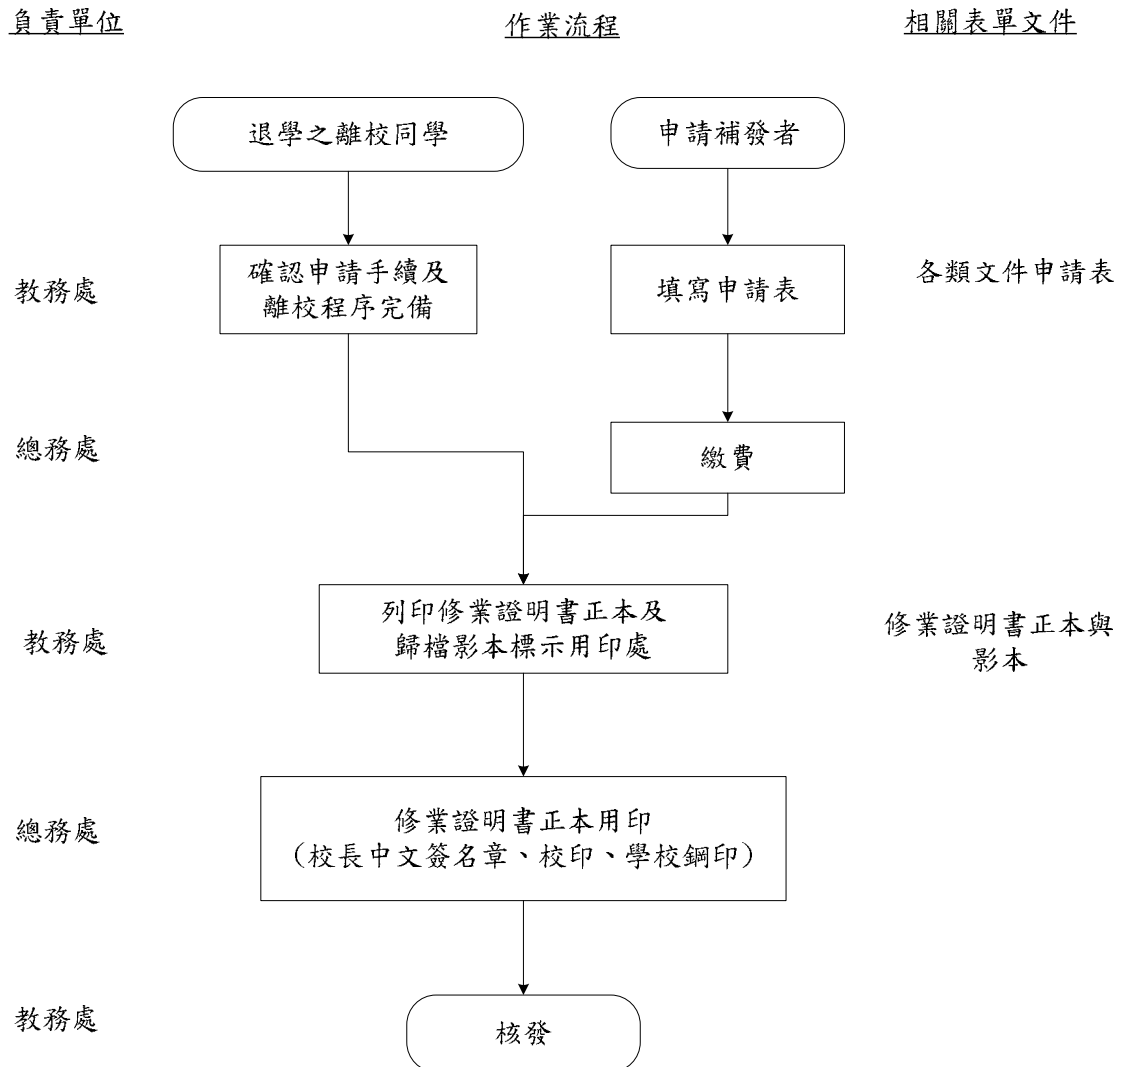 負責單位
作業流程
相關表單文件
退學之離校同學
申請補發者
教務處
確認申請手續及
離校程序完備
填寫申請表
各類文件申請表
總務處
繳費
教務處
列印修業證明書正本及
歸檔影本標示用印處
修業證明書正本與
影本
總務處
修業證明書正本用印
（校長中文簽名章、校印、學校鋼印）
教務處
核發